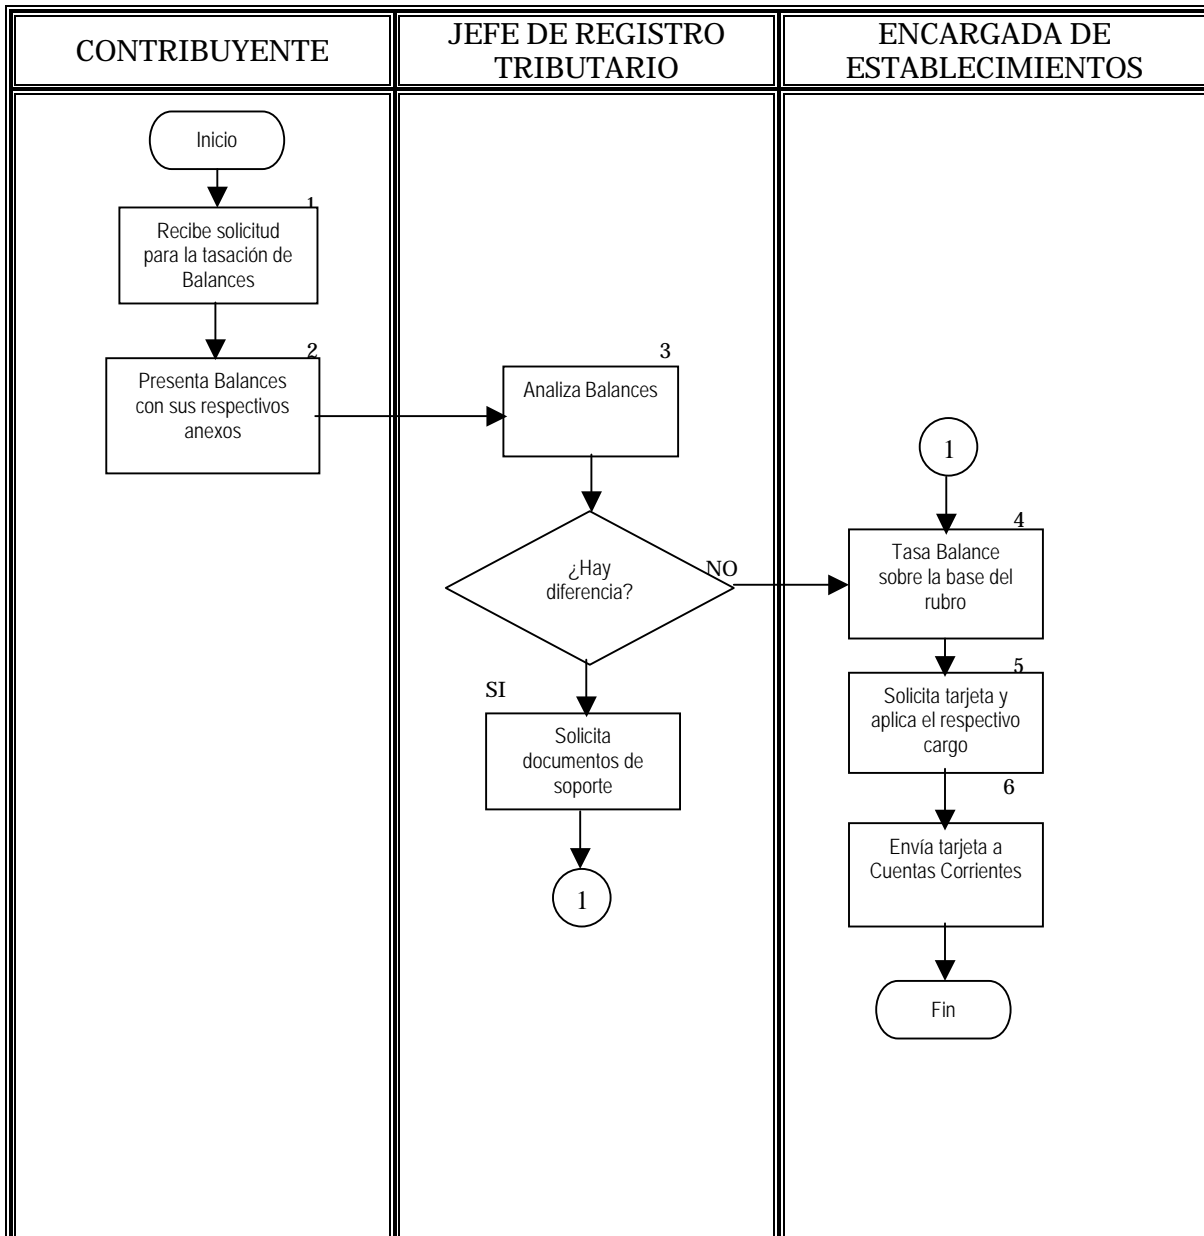 CONTRIBUYENTE
JEFE DE REGISTRO
TRIBUTARIO
ENCARGADA DE
ESTABLECIMIENTOS
Inicio
1
Recibe solicitud
para la tasación de
Balances
2
Presenta Balances
con sus respectivos
anexos
3
Analiza Balances
¿Hay
diferencia?
NO
SI
Solicita
documentos de
soporte
1
1
4
Tasa Balance
sobre la base del
rubro
5
Solicita tarjeta y
aplica el respectivo
cargo
6
Envía tarjeta a
Cuentas Corrientes
Fin